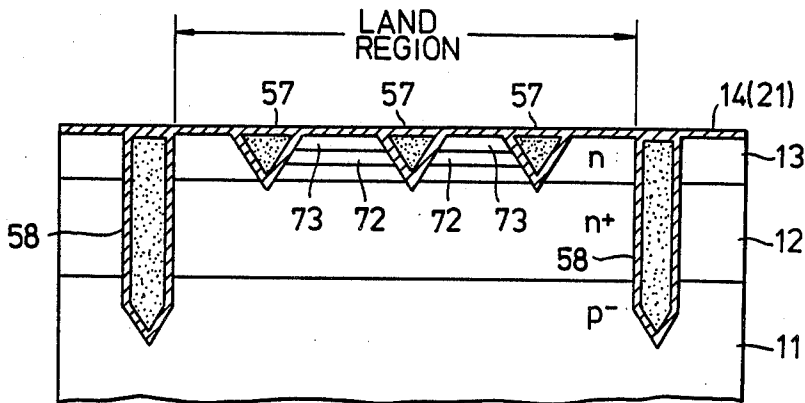 LAND
REGION
57 57 57 14(21)
n 13
73 72 72 73 n+ 12
58 58
p- 11